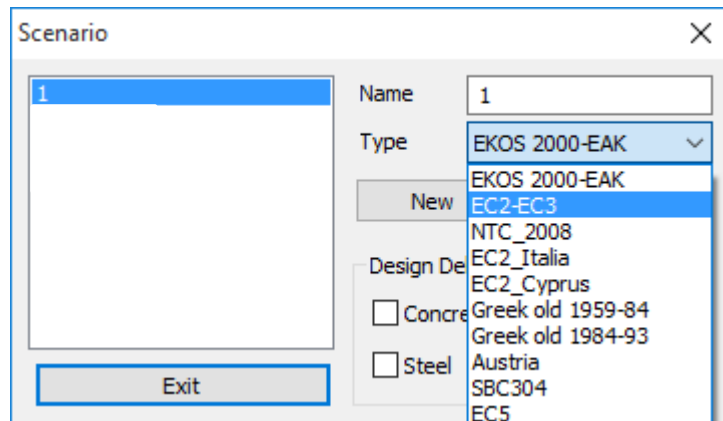 Scenario
1
Name
1
Type
EKOS 2000-EAK
EKOS 2000-EAK
New
EC2-EC3
NTC_2008
Design De
EC2_Italia
EC2_Cyprus
Concre
Greek old 1959-84
Greek old 1984-93
Steel
Austria
Exit
SBC304
EC5